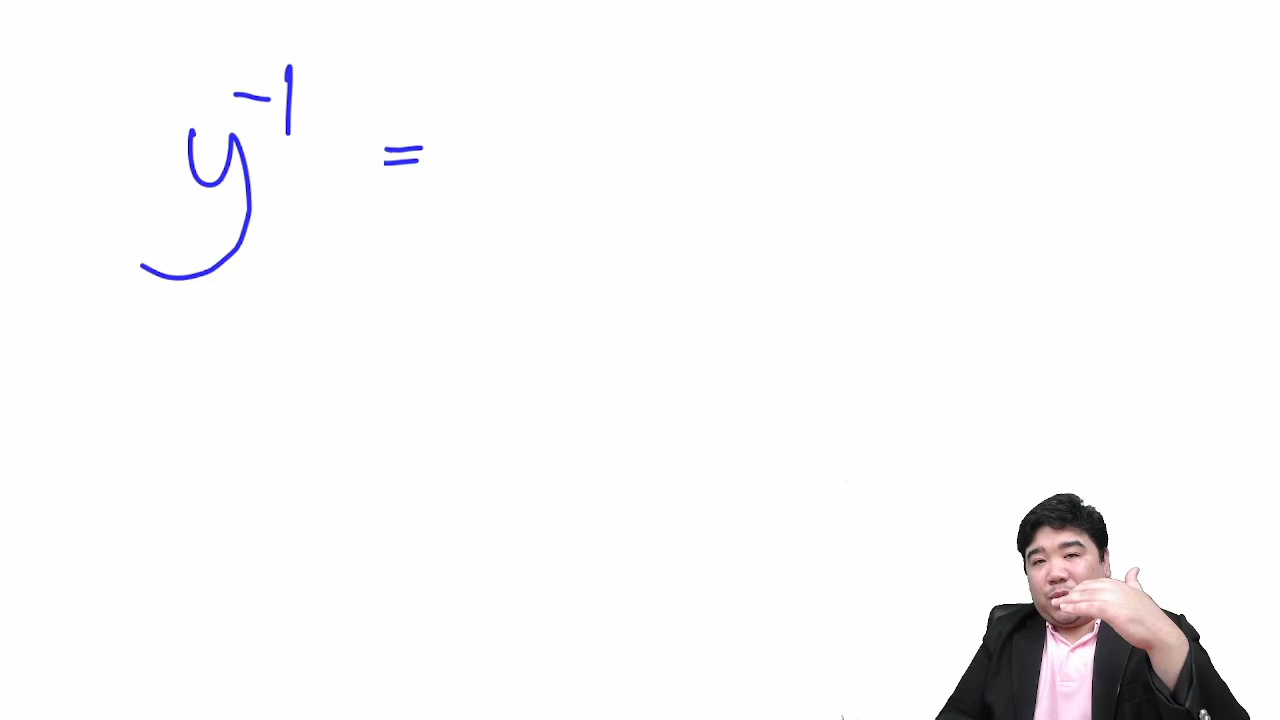 y⁻¹ =